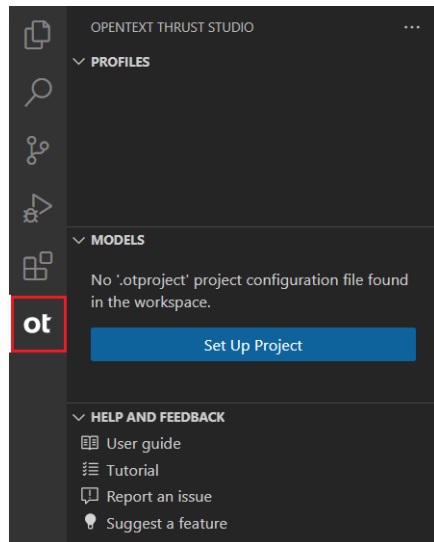 OPENTEXT THRUST STUDIO
PROFILES
MODELS
No '.otproject' project configuration file found
in the workspace.
ot
Set Up Project
HELP AND FEEDBACK
User guide
Tutorial
Report an issue
Suggest a feature